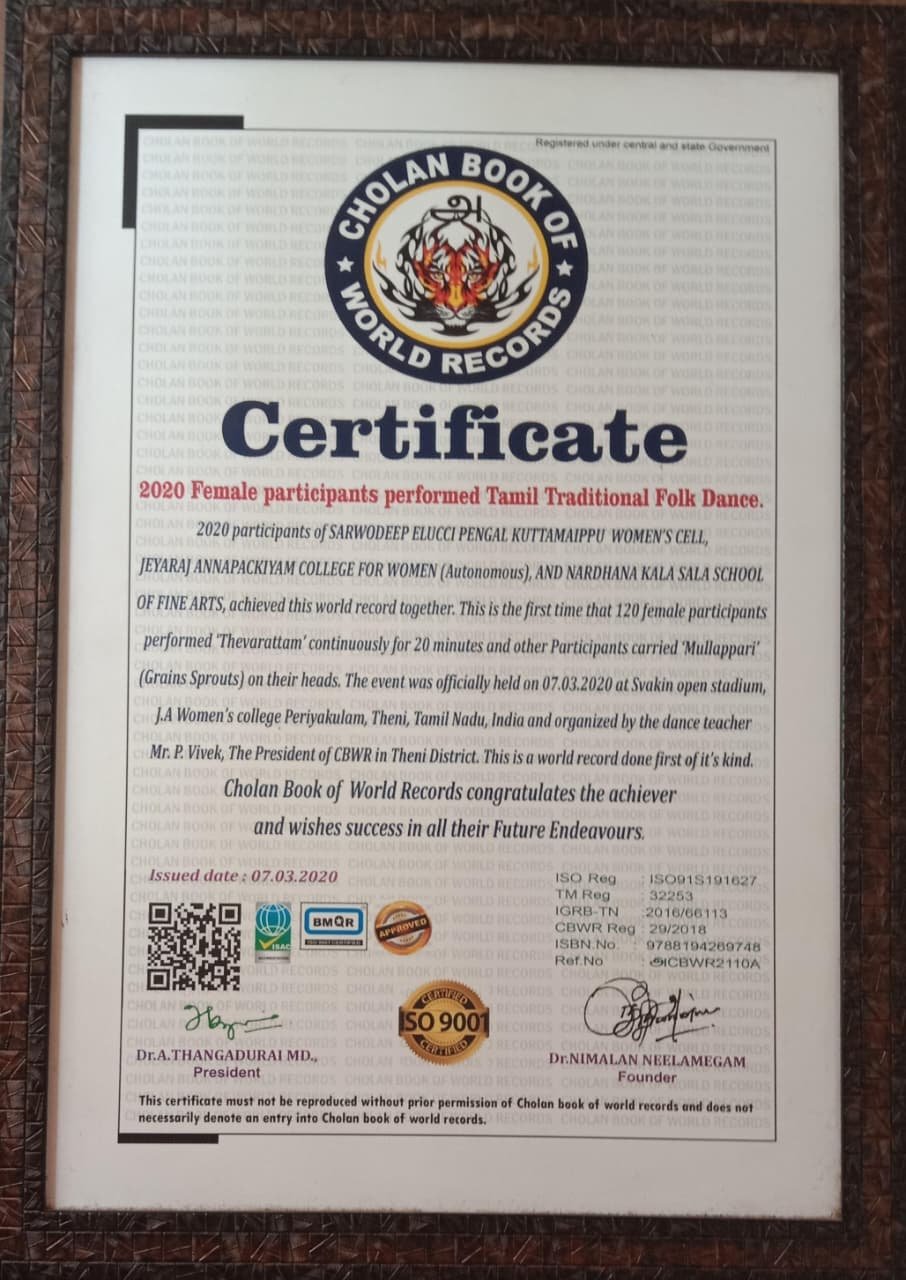 Registered under central and state Government
CHOLAN BOOK OF
WORLD RECORDS
Certificate
2020 Female participants performed Tamil Traditional Folk Dance.
2020 participants of SARWODEEP ELUCCI PENGAL KUTTAMAIPPU WOMEN'S CELL,
JEYARAJ ANNAPACKIYAM COLLEGE FOR WOMEN (Autonomous), AND NARDHANA KALA SALA SCHOOL
OF FINE ARTS, achieved this world record together. This is the first time that 120 female participants
performed 'Thevarattam' continuously for 20 minutes and other Participants carried 'Mullappari'
(Grains Sprouts) on their heads. The event was officially held on 07.03.2020 at Svakin open stadium,
J.A Women's college Periyakulam, Theni, Tamil Nadu, India and organized by the dance teacher
Mr. P. Vivek, The President of CBWR in Theni District. This is a world record done first of it's kind.
Cholan Book of World Records congratulates the achiever
and wishes success in all their Future Endeavours.
Issued date : 07.03.2020
ISO Reg : ISO91S191627
TM Reg : 32253
IGRB-TN : 2016/66113
CBWR Reg : 29/2018
ISBN.No. : 9788194269748
Ref.No : ICBWR2110A
ISAC
BMQR
APPROVED
CERTIFIED
ISO 9001
CERTIFIED
Dr.A.THANGADURAI MD.,
President
Dr.NIMALAN NEELAMEGAM
Founder
This certificate must not be reproduced without prior permission of Cholan book of world records and does not
necessarily denote an entry into Cholan book of world records.